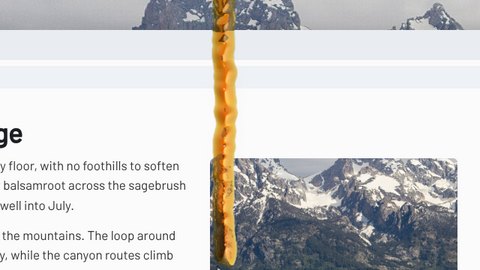 ge
y floor, with no foothills to soften
balsamroot across the sagebrush
well into July.
the mountains. The loop around
y, while the canyon routes climb